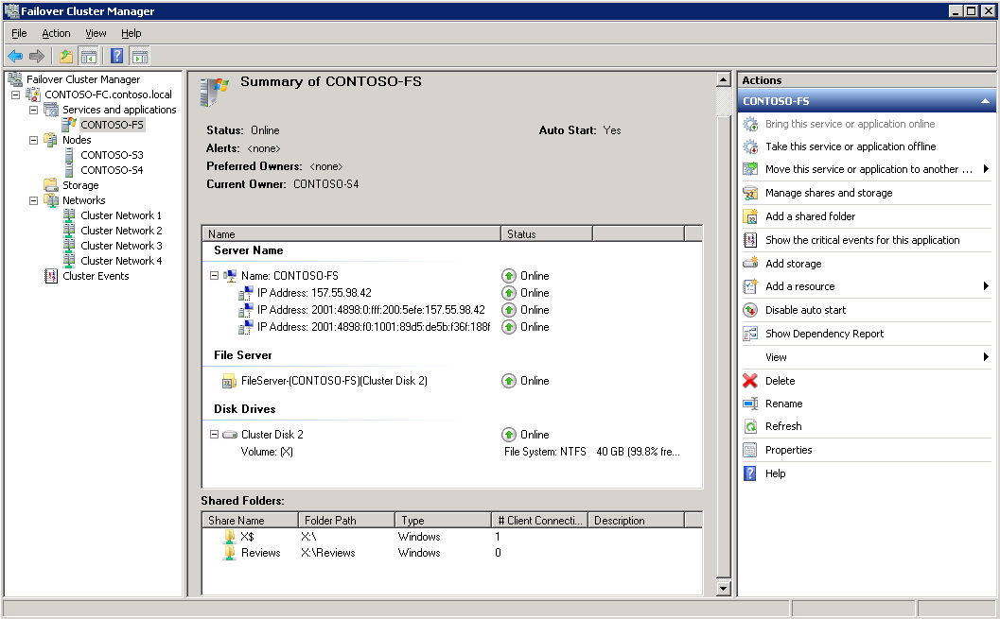 Failover Cluster Manager
File Action View Help
Failover Cluster Manager
CONTOSO-FC.contoso.local
Services and applications
CONTOSO-FS
Nodes
CONTOSO-S3
CONTOSO-S4
Storage
Networks
Cluster Network 1
Cluster Network 2
Cluster Network 3
Cluster Network 4
Cluster Events
Summary of CONTOSO-FS
Status: Online Auto Start: Yes
Alerts: <none>
Preferred Owners: <none>
Current Owner: CONTOSO-S4
Name Status
Server Name
Name: CONTOSO-FS Online
IP Address: 157.55.98.42 Online
IP Address: 2001:4898:0:fff:200:5efe:157.55.98.42 Online
IP Address: 2001:4898:f0:1001:89d5:de5b:f36f:188f Online
File Server
FileServer-(CONTOSO-FS)(Cluster Disk 2) Online
Disk Drives
Cluster Disk 2 Online
Volume: (X) File System: NTFS 40 GB (99.8% fre...
Shared Folders:
Share Name Folder Path Type # Client Connecti... Description
X$ X:\ Windows 1
Reviews X:\Reviews Windows 0
Actions
CONTOSO-FS
Bring this service or application online
Take this service or application offline
Move this service or application to another ...
Manage shares and storage
Add a shared folder
Show the critical events for this application
Add storage
Add a resource
Disable auto start
Show Dependency Report
View
Delete
Rename
Refresh
Properties
Help